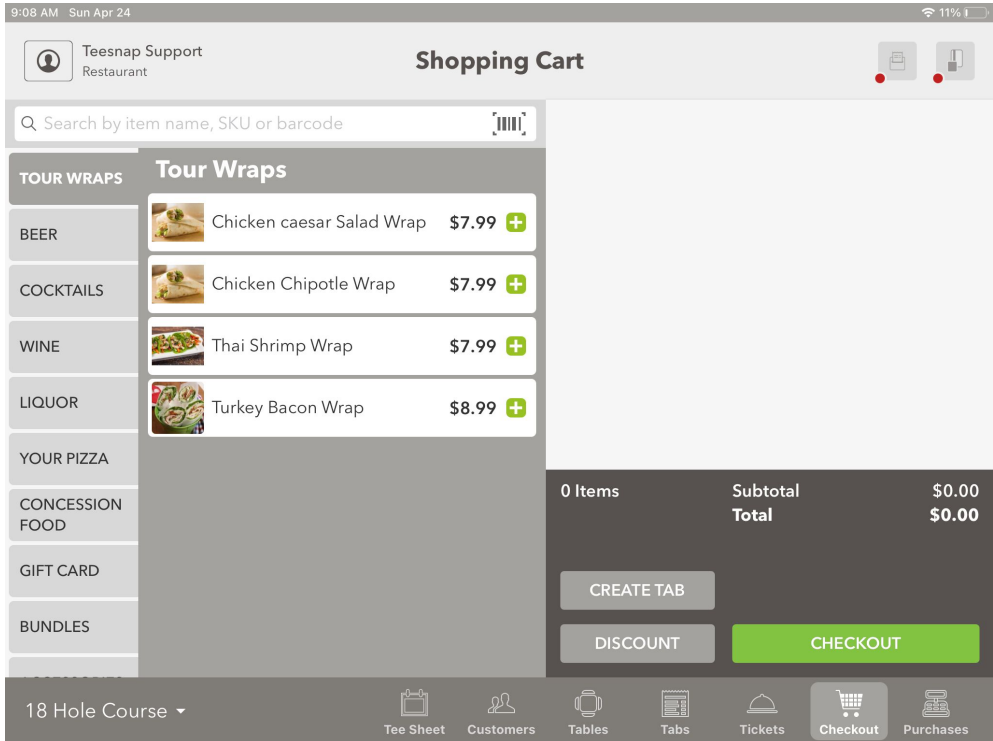 9:08 AM Sun Apr 24
11%
Teesnap Support
Restaurant
Shopping Cart
Search by item name, SKU or barcode
TOUR WRAPS
BEER
COCKTAILS
WINE
LIQUOR
YOUR PIZZA
CONCESSION
FOOD
GIFT CARD
BUNDLES
Tour Wraps
Chicken caesar Salad Wrap $7.99
Chicken Chipotle Wrap $7.99
Thai Shrimp Wrap $7.99
Turkey Bacon Wrap $8.99
0 Items Subtotal $0.00
Total $0.00
CREATE TAB
DISCOUNT CHECKOUT
18 Hole Course
Tee Sheet Customers Tables Tabs Tickets Checkout Purchases